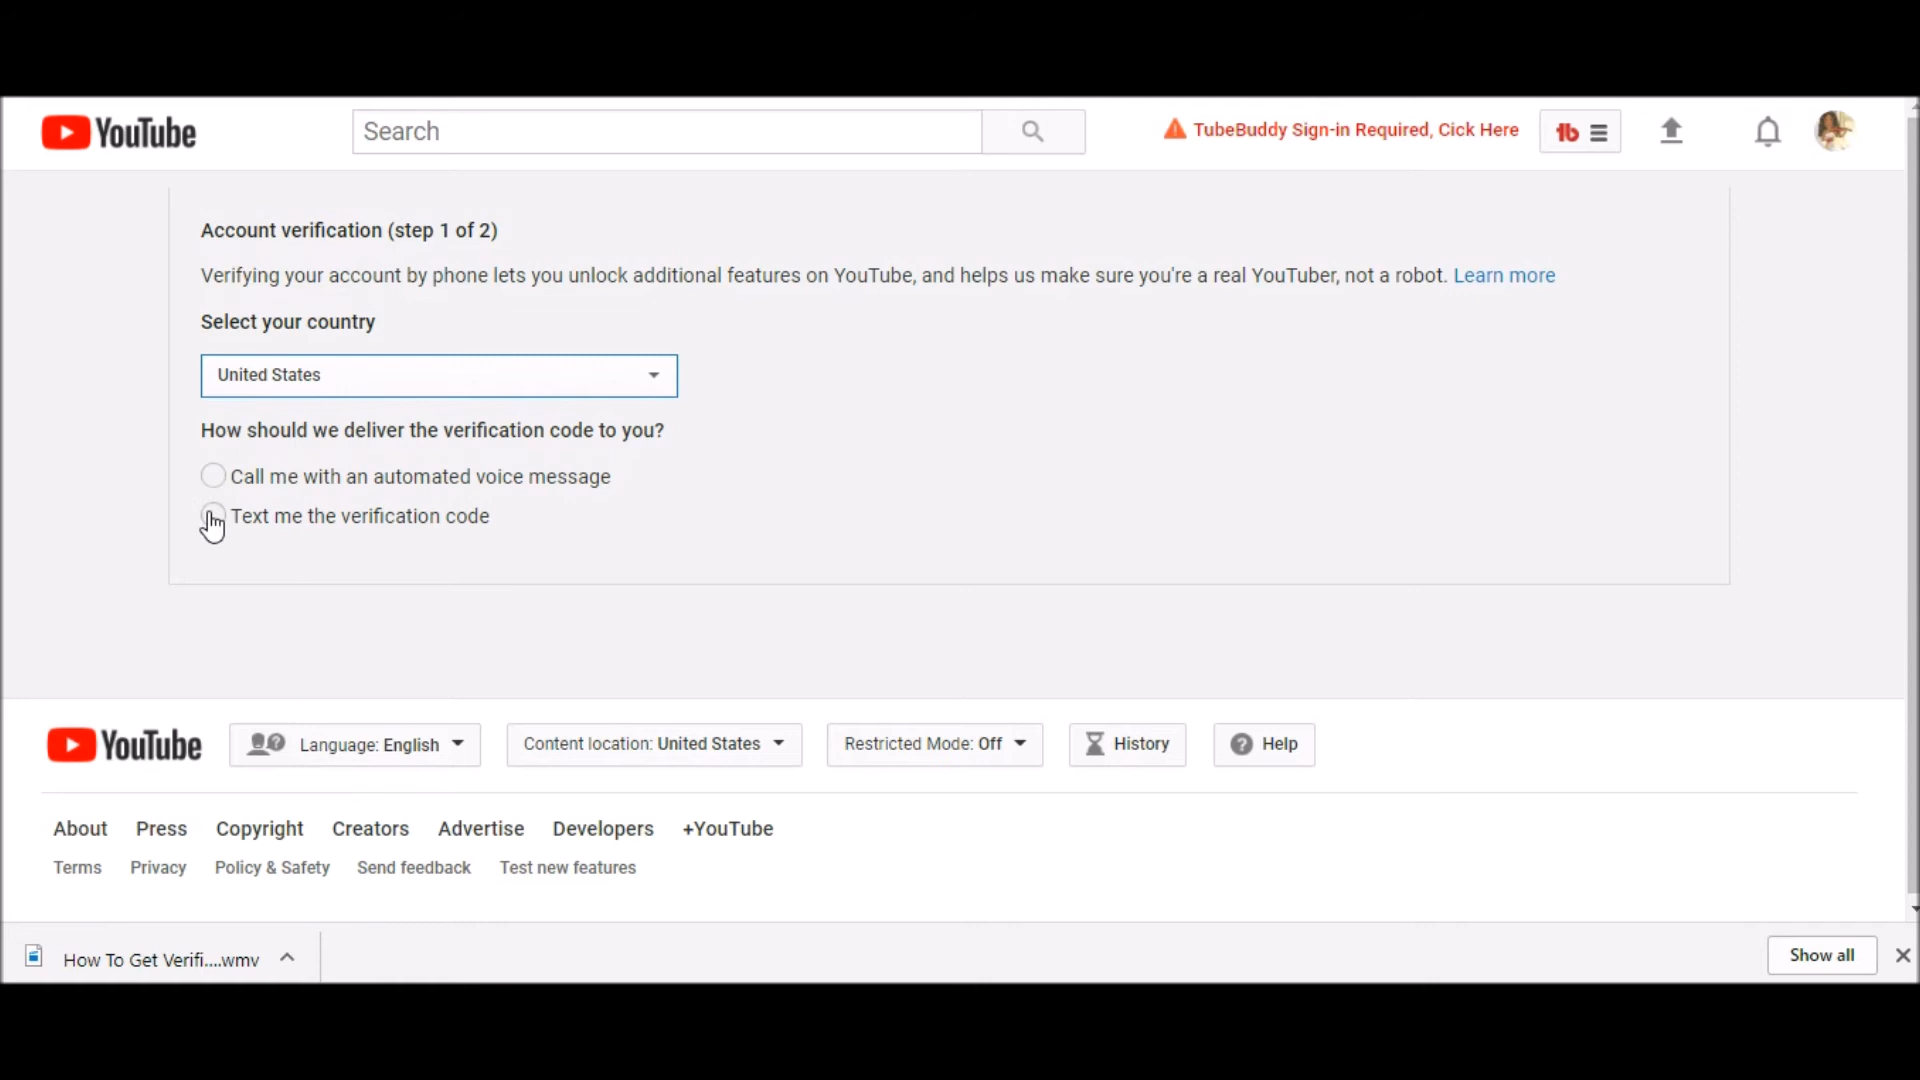 YouTube
Search
TubeBuddy Sign-in Required, Cick Here
tb
Account verification (step 1 of 2)
Verifying your account by phone lets you unlock additional features on YouTube, and helps us make sure you're a real YouTuber, not a robot. Learn more
Select your country
United States
How should we deliver the verification code to you?
Call me with an automated voice message
Text me the verification code
YouTube
Language: English
Content location: United States
Restricted Mode: Off
History
Help
About Press Copyright Creators Advertise Developers +YouTube
Terms Privacy Policy & Safety Send feedback Test new features
How To Get Verifi....wmv
Show all